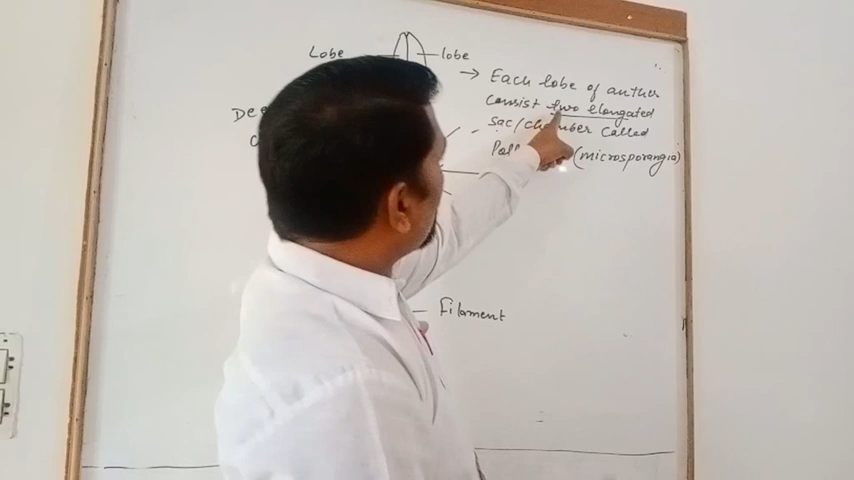 Lobe
lobe
→ Each lobe of anther
consist two elongated
sac/chamber called
(microsporangia)
Filament